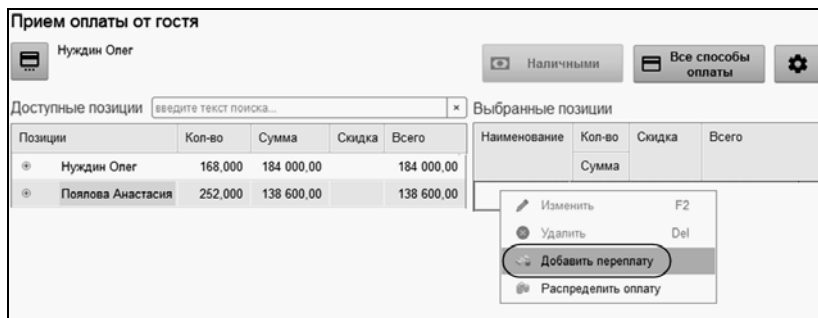 Прием оплаты от гостя
Нуждин Олег
Наличными
Все способы
оплаты
Доступные позиции введите текст поиска... ×
Выбранные позиции
Позиции Кол-во Сумма Скидка Всего
Наименование Кол-во Скидка Всего
Сумма
Нуждин Олег 168,000 184 000,00 184 000,00
Поялова Анастасия 252,000 138 600,00 138 600,00
Изменить F2
Удалить Del
Добавить переплату
Распределить оплату